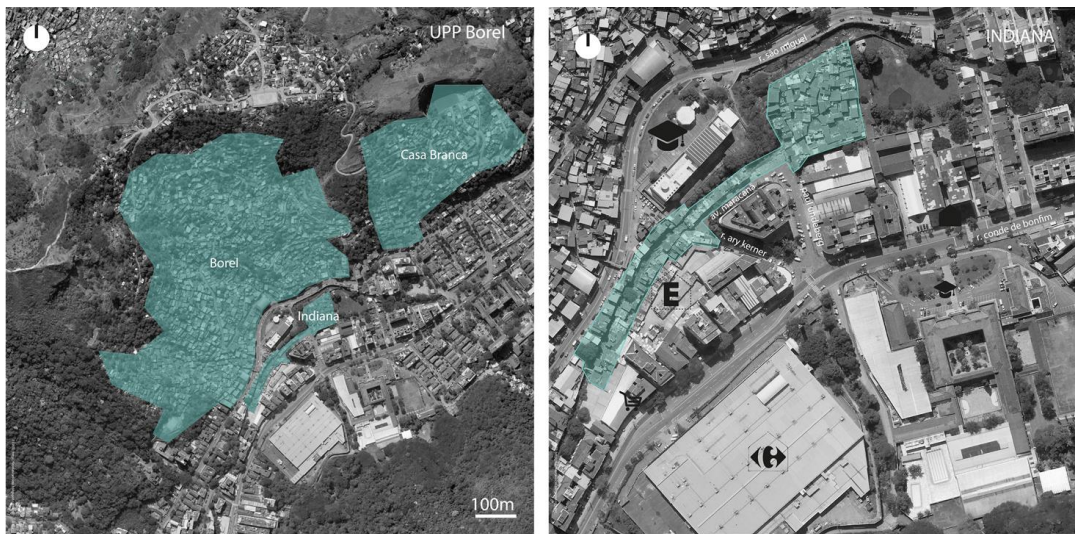 UPP Borel
Casa Branca
Borel
Indiana
100m
INDIANA
r. são miguel
av. maracanã
r. ary kerner
r. conde de bonfim
E